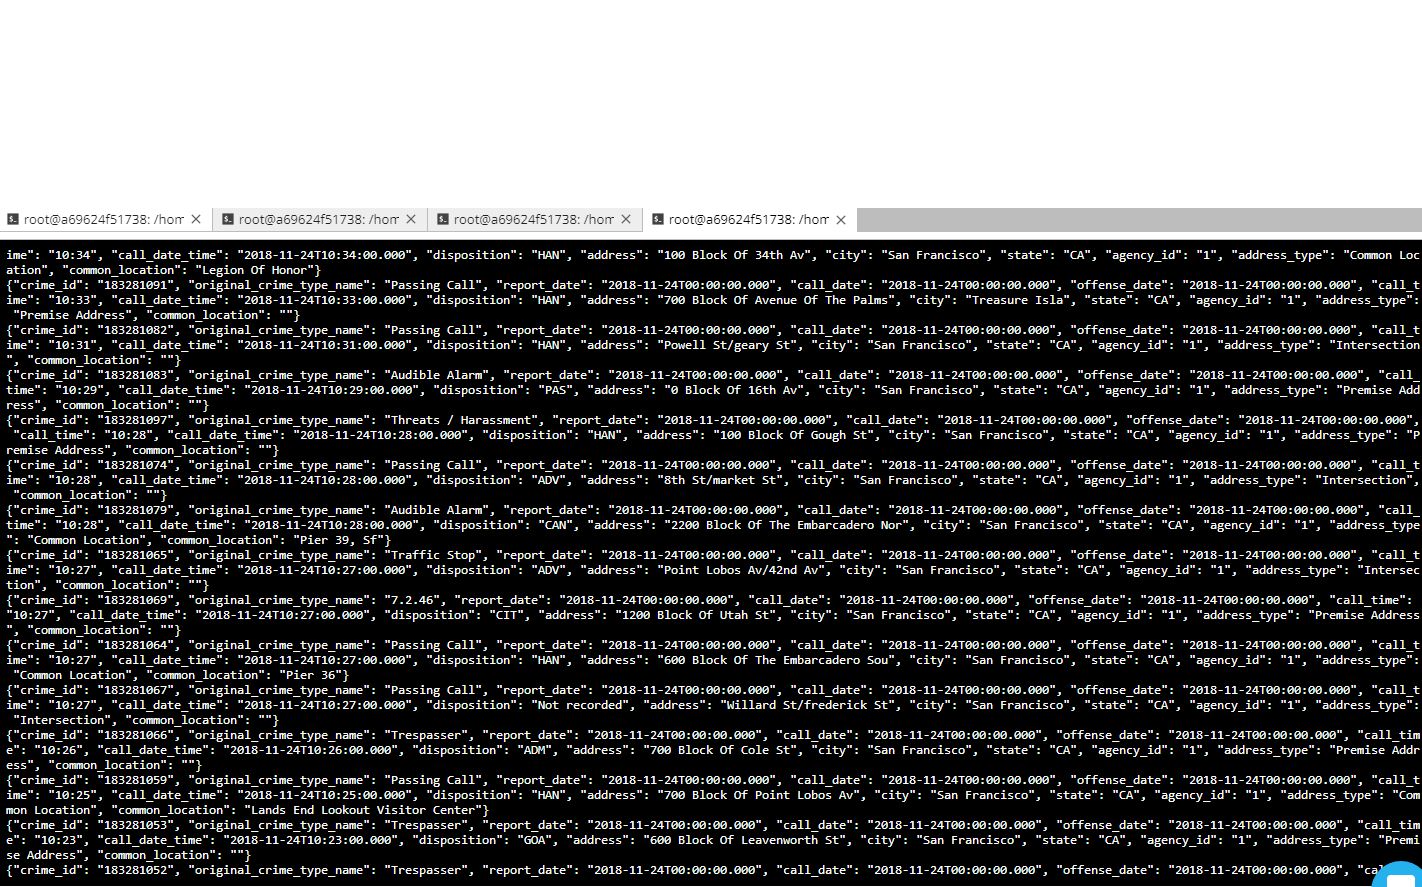 root@a69624f51738: /hom root@a69624f51738: /hom root@a69624f51738: /hom root@a69624f51738: /hom
ime": "10:34", "call_date_time": "2018-11-24T10:34:00.000", "disposition": "HAN", "address": "100 Block Of 34th Av", "city": "San Francisco", "state": "CA", "agency_id": "1", "address_type": "Common Loc
ation", "common_location": "Legion Of Honor"}
{"crime_id": "183281091", "original_crime_type_name": "Passing Call", "report_date": "2018-11-24T00:00:00.000", "call_date": "2018-11-24T00:00:00.000", "offense_date": "2018-11-24T00:00:00.000", "call_t
ime": "10:33", "call_date_time": "2018-11-24T10:33:00.000", "disposition": "HAN", "address": "700 Block Of Avenue Of The Palms", "city": "Treasure Isla", "state": "CA", "agency_id": "1", "address_type":
"Premise Address", "common_location": ""}
{"crime_id": "183281082", "original_crime_type_name": "Passing Call", "report_date": "2018-11-24T00:00:00.000", "call_date": "2018-11-24T00:00:00.000", "offense_date": "2018-11-24T00:00:00.000", "call_t
ime": "10:31", "call_date_time": "2018-11-24T10:31:00.000", "disposition": "HAN", "address": "Powell St/geary St", "city": "San Francisco", "state": "CA", "agency_id": "1", "address_type": "Intersection
", "common_location": ""}
{"crime_id": "183281083", "original_crime_type_name": "Audible Alarm", "report_date": "2018-11-24T00:00:00.000", "call_date": "2018-11-24T00:00:00.000", "offense_date": "2018-11-24T00:00:00.000", "call_
time": "10:29", "call_date_time": "2018-11-24T10:29:00.000", "disposition": "PAS", "address": "0 Block Of 16th Av", "city": "San Francisco", "state": "CA", "agency_id": "1", "address_type": "Premise Add
ress", "common_location": ""}
{"crime_id": "183281097", "original_crime_type_name": "Threats / Harassment", "report_date": "2018-11-24T00:00:00.000", "call_date": "2018-11-24T00:00:00.000", "offense_date": "2018-11-24T00:00:00.000",
"call_time": "10:28", "call_date_time": "2018-11-24T10:28:00.000", "disposition": "HAN", "address": "100 Block Of Gough St", "city": "San Francisco", "state": "CA", "agency_id": "1", "address_type": "P
remise Address", "common_location": ""}
{"crime_id": "183281074", "original_crime_type_name": "Passing Call", "report_date": "2018-11-24T00:00:00.000", "call_date": "2018-11-24T00:00:00.000", "offense_date": "2018-11-24T00:00:00.000", "call_t
ime": "10:28", "call_date_time": "2018-11-24T10:28:00.000", "disposition": "ADV", "address": "8th St/market St", "city": "San Francisco", "state": "CA", "agency_id": "1", "address_type": "Intersection",
"common_location": ""}
{"crime_id": "183281079", "original_crime_type_name": "Audible Alarm", "report_date": "2018-11-24T00:00:00.000", "call_date": "2018-11-24T00:00:00.000", "offense_date": "2018-11-24T00:00:00.000", "call_
time": "10:28", "call_date_time": "2018-11-24T10:28:00.000", "disposition": "CAN", "address": "2200 Block Of The Embarcadero Nor", "city": "San Francisco", "state": "CA", "agency_id": "1", "address_type
": "Common Location", "common_location": "Pier 39, Sf"}
{"crime_id": "183281065", "original_crime_type_name": "Traffic Stop", "report_date": "2018-11-24T00:00:00.000", "call_date": "2018-11-24T00:00:00.000", "offense_date": "2018-11-24T00:00:00.000", "call_t
ime": "10:27", "call_date_time": "2018-11-24T10:27:00.000", "disposition": "ADV", "address": "Point Lobos Av/42nd Av", "city": "San Francisco", "state": "CA", "agency_id": "1", "address_type": "Intersec
tion", "common_location": ""}
{"crime_id": "183281069", "original_crime_type_name": "7.2.46", "report_date": "2018-11-24T00:00:00.000", "call_date": "2018-11-24T00:00:00.000", "offense_date": "2018-11-24T00:00:00.000", "call_time":
"10:27", "call_date_time": "2018-11-24T10:27:00.000", "disposition": "CIT", "address": "1200 Block Of Utah St", "city": "San Francisco", "state": "CA", "agency_id": "1", "address_type": "Premise Address
", "common_location": ""}
{"crime_id": "183281064", "original_crime_type_name": "Passing Call", "report_date": "2018-11-24T00:00:00.000", "call_date": "2018-11-24T00:00:00.000", "offense_date": "2018-11-24T00:00:00.000", "call_t
ime": "10:27", "call_date_time": "2018-11-24T10:27:00.000", "disposition": "HAN", "address": "600 Block Of The Embarcadero Sou", "city": "San Francisco", "state": "CA", "agency_id": "1", "address_type":
"Common Location", "common_location": "Pier 36"}
{"crime_id": "183281067", "original_crime_type_name": "Passing Call", "report_date": "2018-11-24T00:00:00.000", "call_date": "2018-11-24T00:00:00.000", "offense_date": "2018-11-24T00:00:00.000", "call_t
ime": "10:27", "call_date_time": "2018-11-24T10:27:00.000", "disposition": "Not recorded", "address": "Willard St/frederick St", "city": "San Francisco", "state": "CA", "agency_id": "1", "address_type":
"Intersection", "common_location": ""}
{"crime_id": "183281066", "original_crime_type_name": "Trespasser", "report_date": "2018-11-24T00:00:00.000", "call_date": "2018-11-24T00:00:00.000", "offense_date": "2018-11-24T00:00:00.000", "call_tim
e": "10:26", "call_date_time": "2018-11-24T10:26:00.000", "disposition": "ADM", "address": "700 Block Of Cole St", "city": "San Francisco", "state": "CA", "agency_id": "1", "address_type": "Premise Addr
ess", "common_location": ""}
{"crime_id": "183281059", "original_crime_type_name": "Passing Call", "report_date": "2018-11-24T00:00:00.000", "call_date": "2018-11-24T00:00:00.000", "offense_date": "2018-11-24T00:00:00.000", "call_t
ime": "10:25", "call_date_time": "2018-11-24T10:25:00.000", "disposition": "HAN", "address": "700 Block Of Point Lobos Av", "city": "San Francisco", "state": "CA", "agency_id": "1", "address_type": "Com
mon Location", "common_location": "Lands End Lookout Visitor Center"}
{"crime_id": "183281053", "original_crime_type_name": "Trespasser", "report_date": "2018-11-24T00:00:00.000", "call_date": "2018-11-24T00:00:00.000", "offense_date": "2018-11-24T00:00:00.000", "call_tim
e": "10:23", "call_date_time": "2018-11-24T10:23:00.000", "disposition": "GOA", "address": "600 Block Of Leavenworth St", "city": "San Francisco", "state": "CA", "agency_id": "1", "address_type": "Premi
se Address", "common_location": ""}
{"crime_id": "183281052", "original_crime_type_name": "Trespasser", "report_date": "2018-11-24T00:00:00.000", "call_date": "2018-11-24T00:00:00.000", "offense_date": "2018-11-24T00:00:00.000", "ca